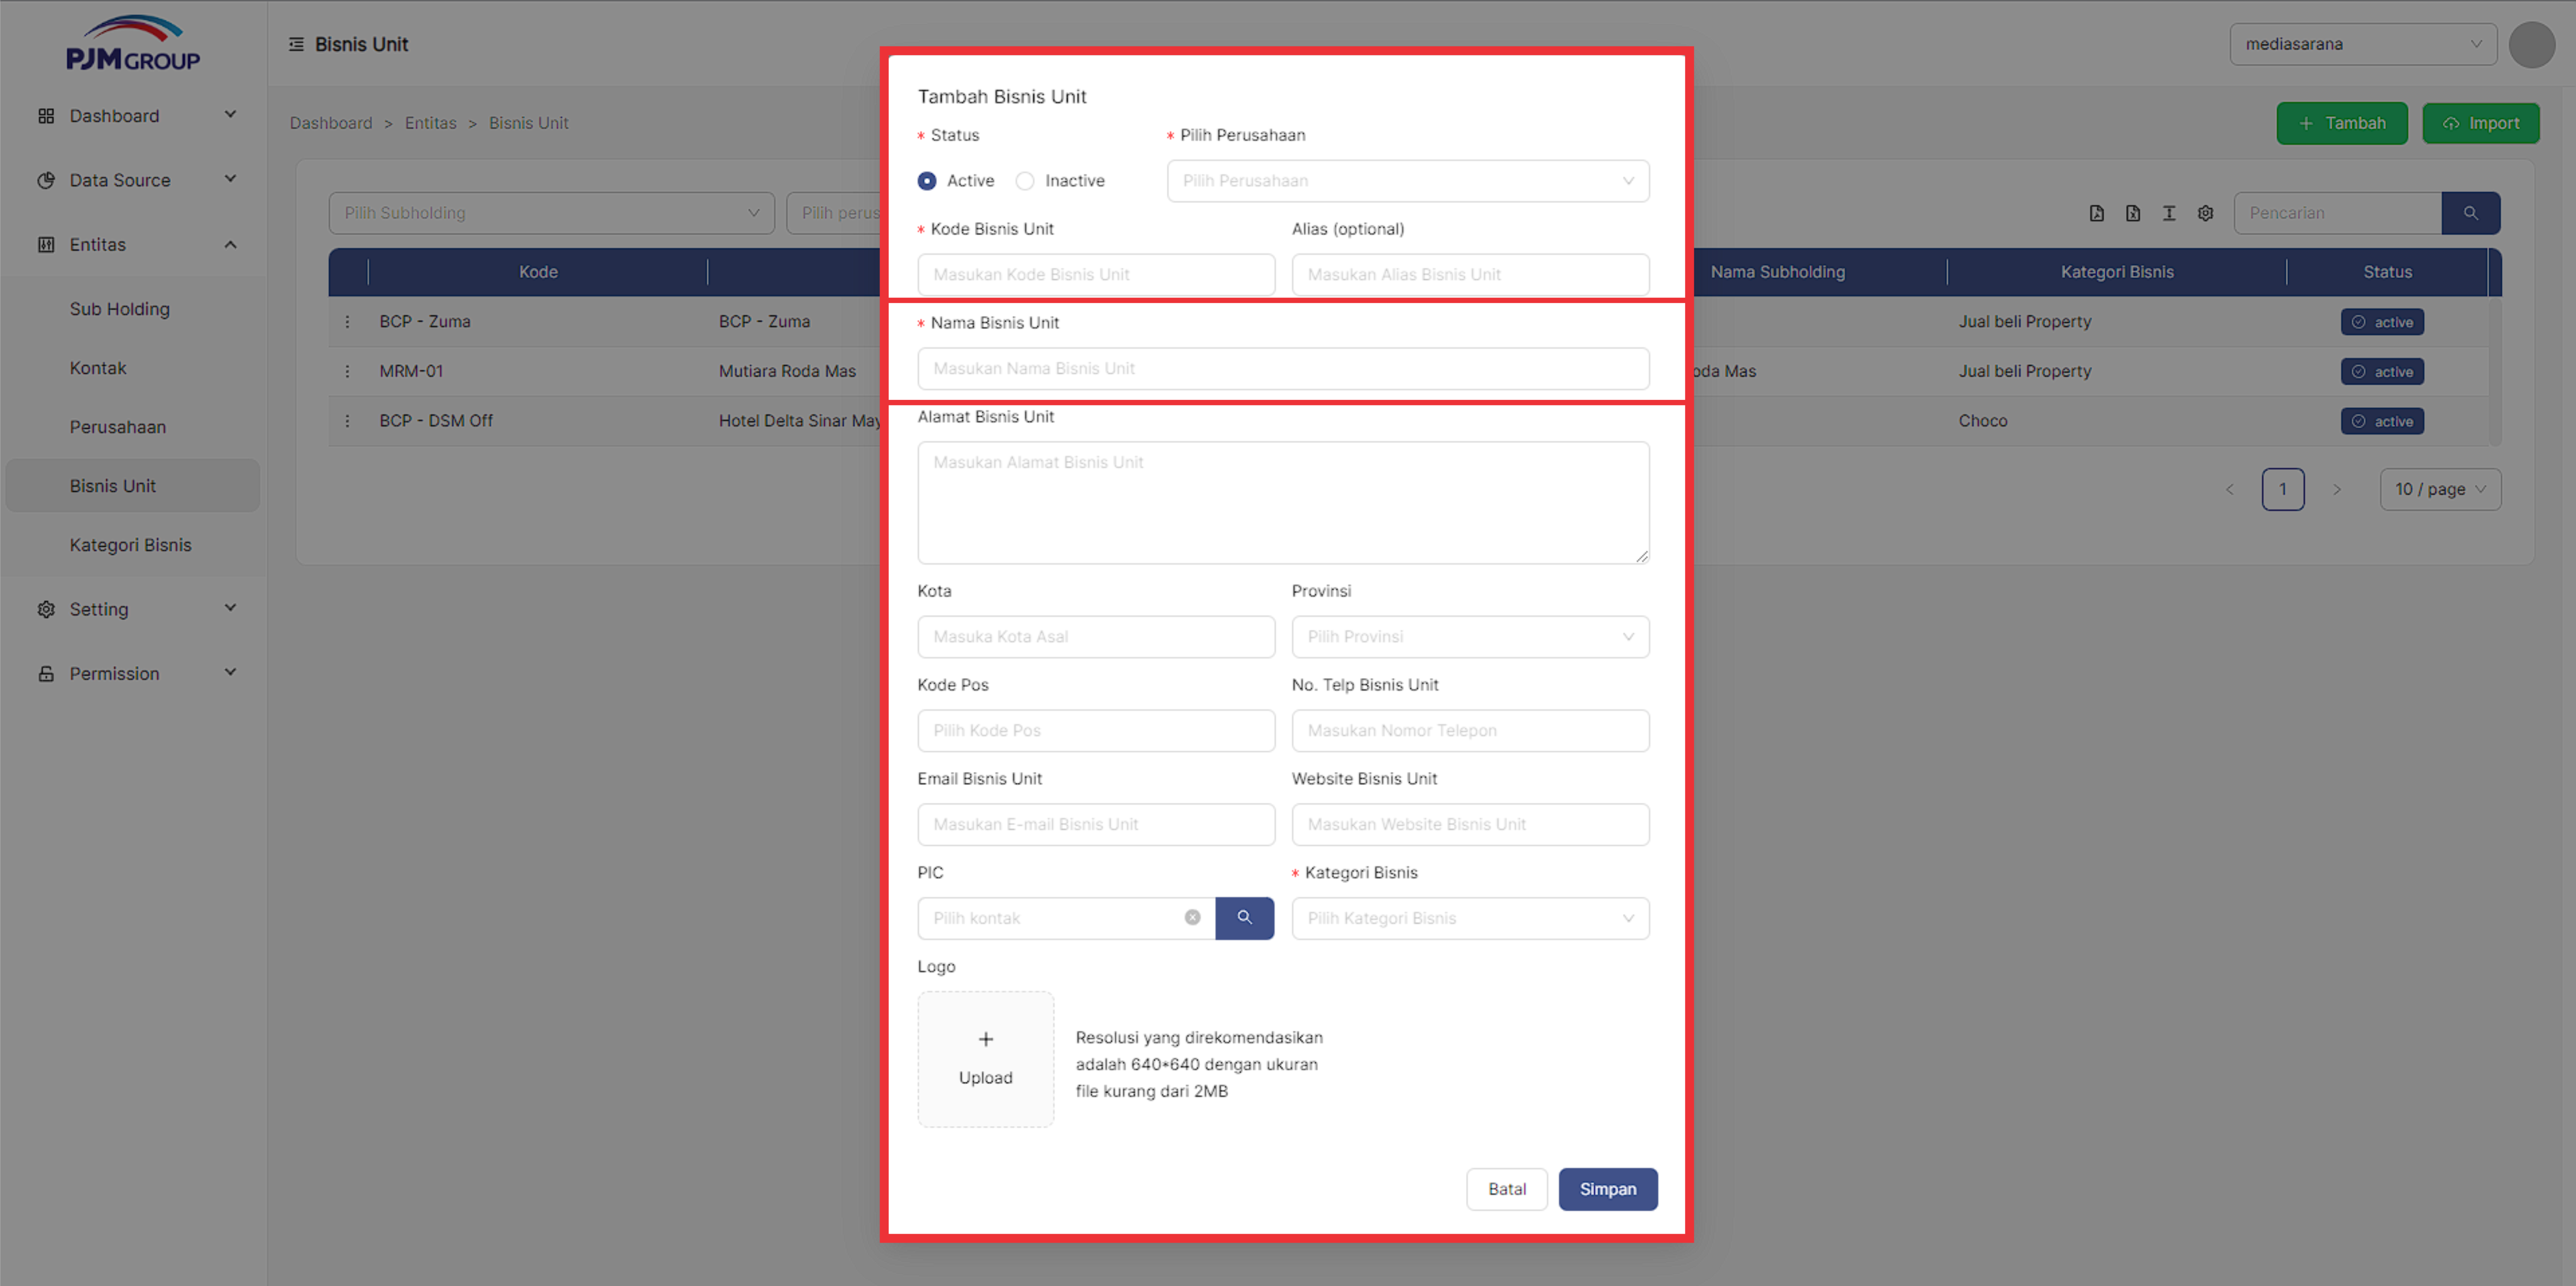 PJM GROUP
Bisnis Unit
mediasarana
Dashboard
Data Source
Entitas
Sub Holding
Kontak
Perusahaan
Bisnis Unit
Kategori Bisnis
Setting
Permission
Dashboard > Entitas > Bisnis Unit
+ Tambah
Import
Pilih Subholding
Pilih perus
Pencarian
Kode
Nama Subholding
Kategori Bisnis
Status
BCP - Zuma
BCP - Zuma
Jual beli Property
active
MRM-01
Mutiara Roda Mas
oda Mas
Jual beli Property
active
BCP - DSM Off
Hotel Delta Sinar May
Choco
active
< 1 >
10 / page
Tambah Bisnis Unit
* Status
* Pilih Perusahaan
Active
Inactive
Pilih Perusahaan
* Kode Bisnis Unit
Alias (optional)
Masukan Kode Bisnis Unit
Masukan Alias Bisnis Unit
* Nama Bisnis Unit
Masukan Nama Bisnis Unit
Alamat Bisnis Unit
Masukan Alamat Bisnis Unit
Kota
Provinsi
Masuka Kota Asal
Pilih Provinsi
Kode Pos
No. Telp Bisnis Unit
Pilih Kode Pos
Masukan Nomor Telepon
Email Bisnis Unit
Website Bisnis Unit
Masukan E-mail Bisnis Unit
Masukan Website Bisnis Unit
PIC
* Kategori Bisnis
Pilih kontak
Pilih Kategori Bisnis
Logo
+
Upload
Resolusi yang direkomendasikan
adalah 640*640 dengan ukuran
file kurang dari 2MB
Batal
Simpan